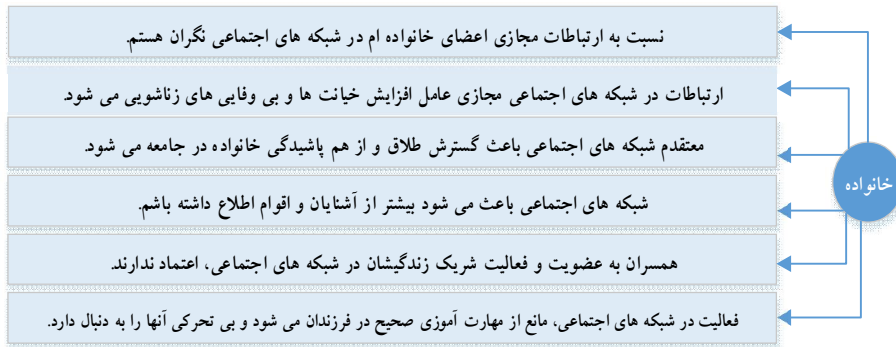 نسبت به ارتباطات مجازی اعضای خانواده ام در شبکه های اجتماعی نگران هستم.
ارتباطات در شبکه های اجتماعی مجازی عامل افزایش خیانت ها و بی وفایی های زناشویی می شود.
معتقدم شبکه های اجتماعی باعث گسترش طلاق و از هم پاشیدگی خانواده در جامعه می شود.
خانواده
شبکه های اجتماعی باعث می شود بیشتر از آشنایان و اقوام اطلاع داشته باشم.
همسران به عضویت و فعالیت شریک زندگیشان در شبکه های اجتماعی، اعتماد ندارند.
فعالیت در شبکه های اجتماعی، مانع از مهارت آموزی صحیح در فرزندان می شود و بی تحرکی آنها را به دنبال دارد.